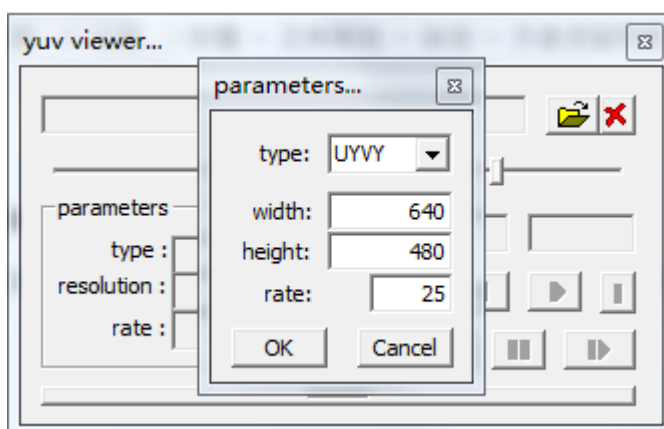 yuv viewer...
parameters...
type: UYVY
width: 640
height: 480
rate: 25
OK Cancel
parameters
type :
resolution :
rate :